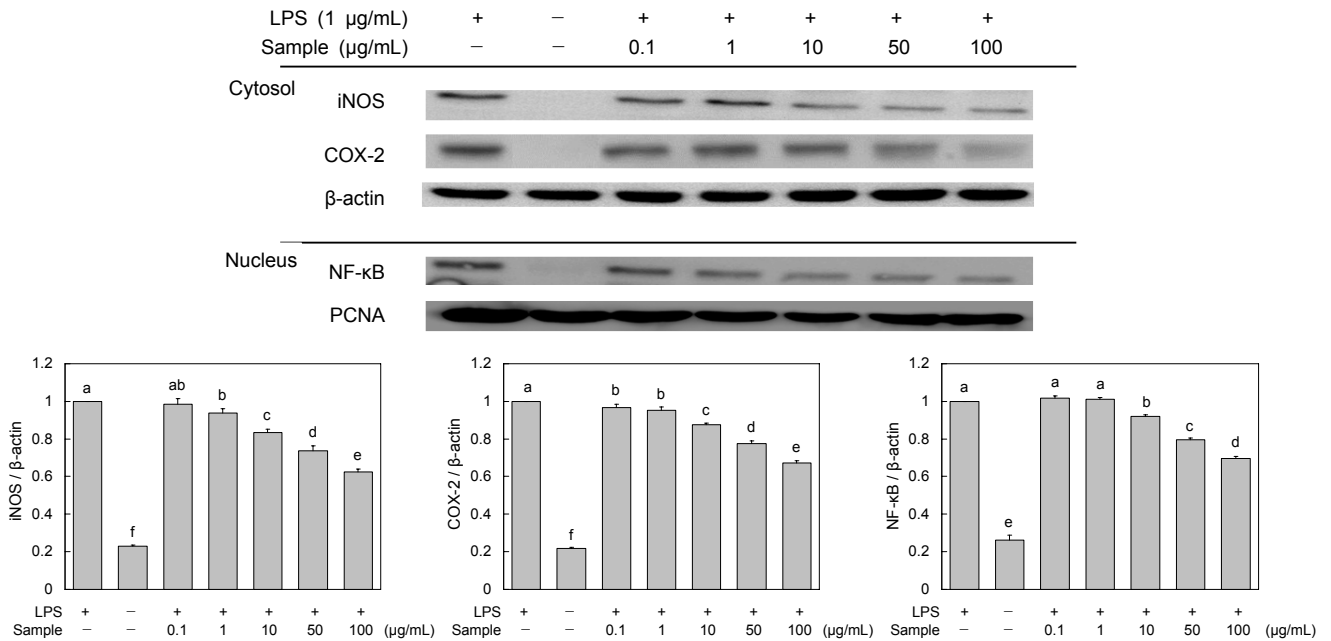 LPS (1 μg/mL) + − + + + + +
Sample (μg/mL) − − 0.1 1 10 50 100
Cytosol
iNOS
COX-2
β-actin
Nucleus
NF-κB
PCNA
1.2
1
0.8
0.6
0.4
0.2
0
iNOS / β-actin
a f ab b c d e
LPS + − + + + + +
Sample − − 0.1 1 10 50 100 (μg/mL)
1.2
1
0.8
0.6
0.4
0.2
0
COX-2 / β-actin
a f b b c d e
LPS + − + + + + +
Sample − − 0.1 1 10 50 100 (μg/mL)
1.2
1
0.8
0.6
0.4
0.2
0
NF-κB / β-actin
a e a a b c d
LPS + − + + + + +
Sample − − 0.1 1 10 50 100 (μg/mL)